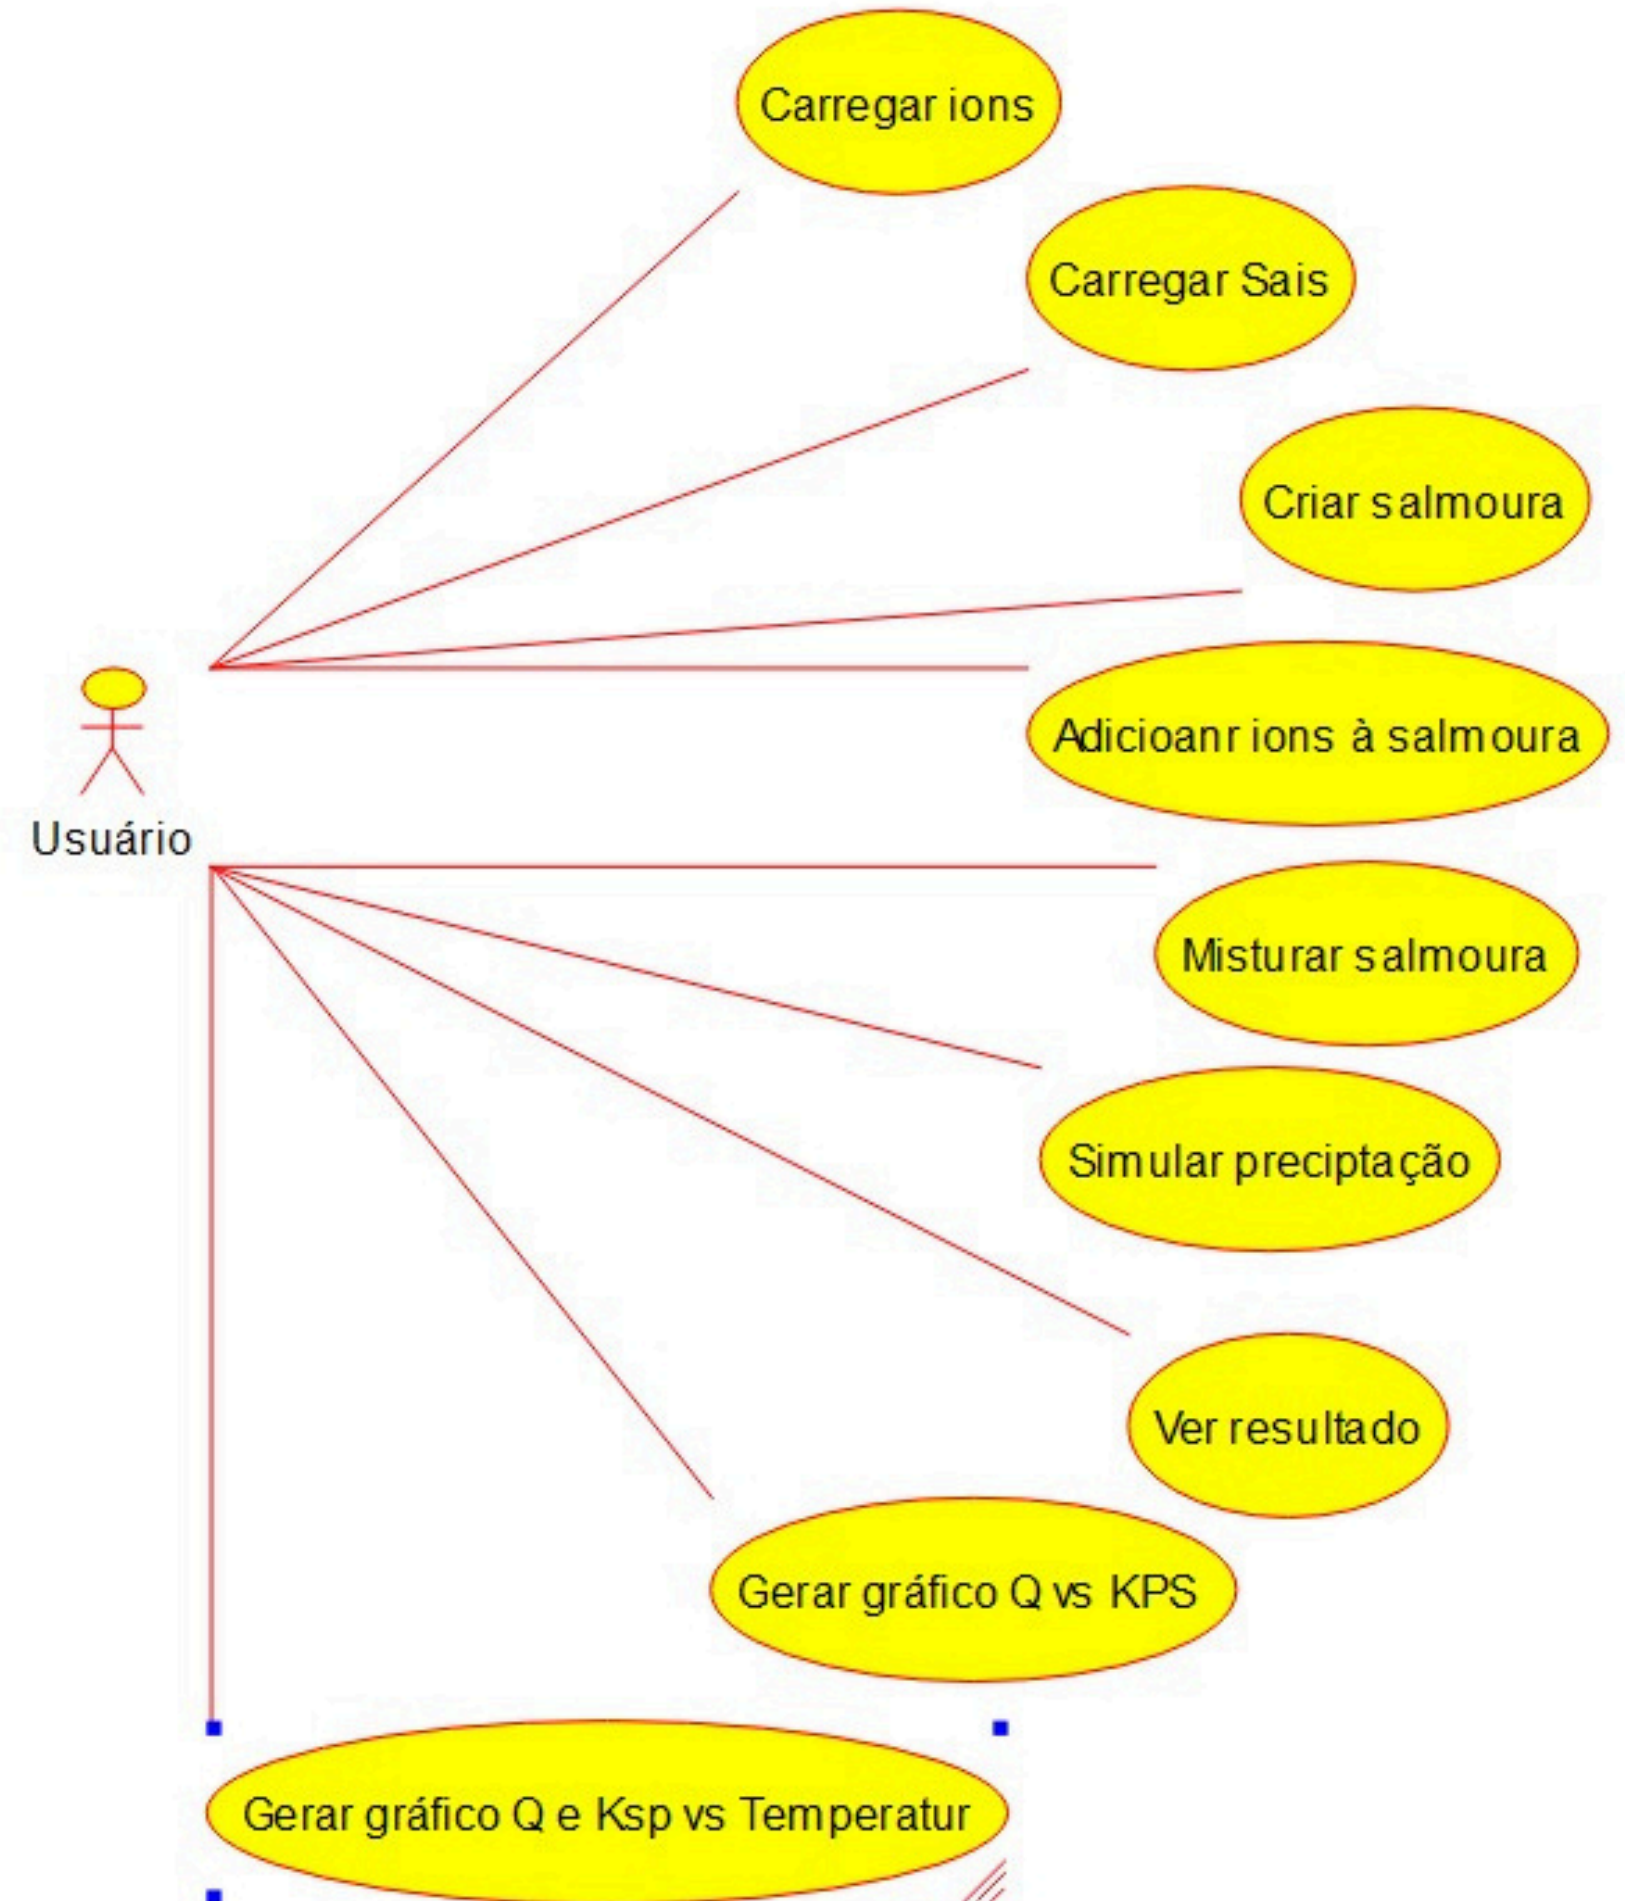 Carregar ions
Carregar Sais
Criar salmoura
Adicioanr ions à salmoura
Usuário
Misturar salmoura
Simular preciptação
Ver resultado
Gerar gráfico Q vs KPS
Gerar gráfico Q e Ksp vs Temperatur